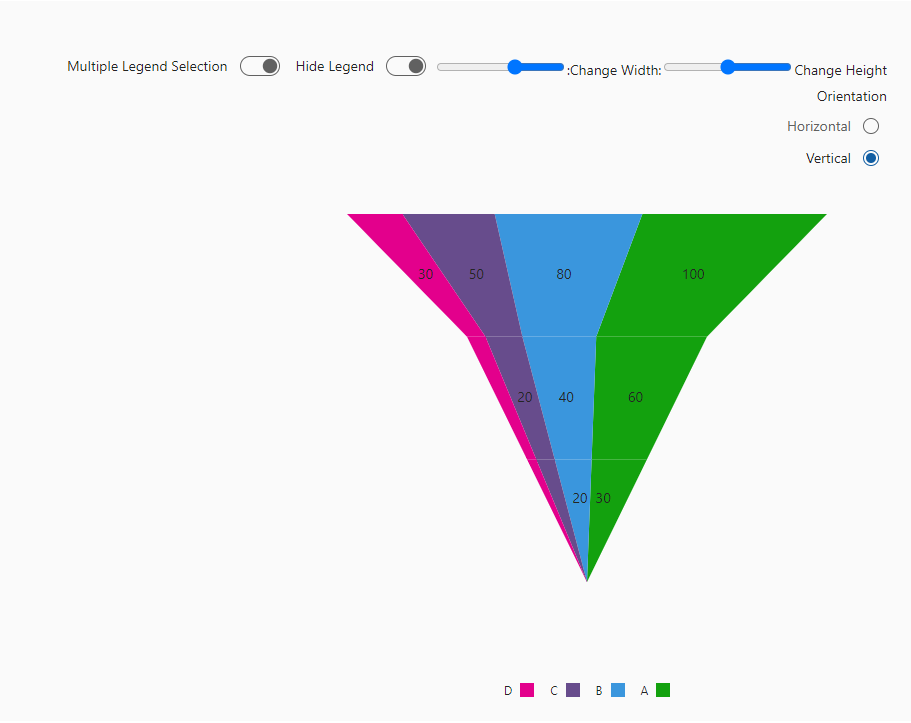 Multiple Legend Selection
Hide Legend
:Change Width:
Change Height
Orientation
Horizontal
Vertical
30 50 80 100
20 40 60
20 30
D C B A